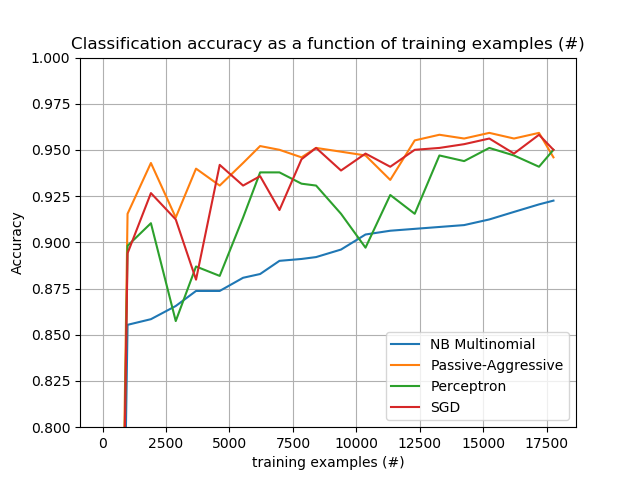 Classification accuracy as a function of training examples (#)
1.000
0.975
0.950
0.925
0.900
0.875
0.850
0.825
0.800
Accuracy
NB Multinomial
Passive-Aggressive
Perceptron
SGD
0 2500 5000 7500 10000 12500 15000 17500
training examples (#)